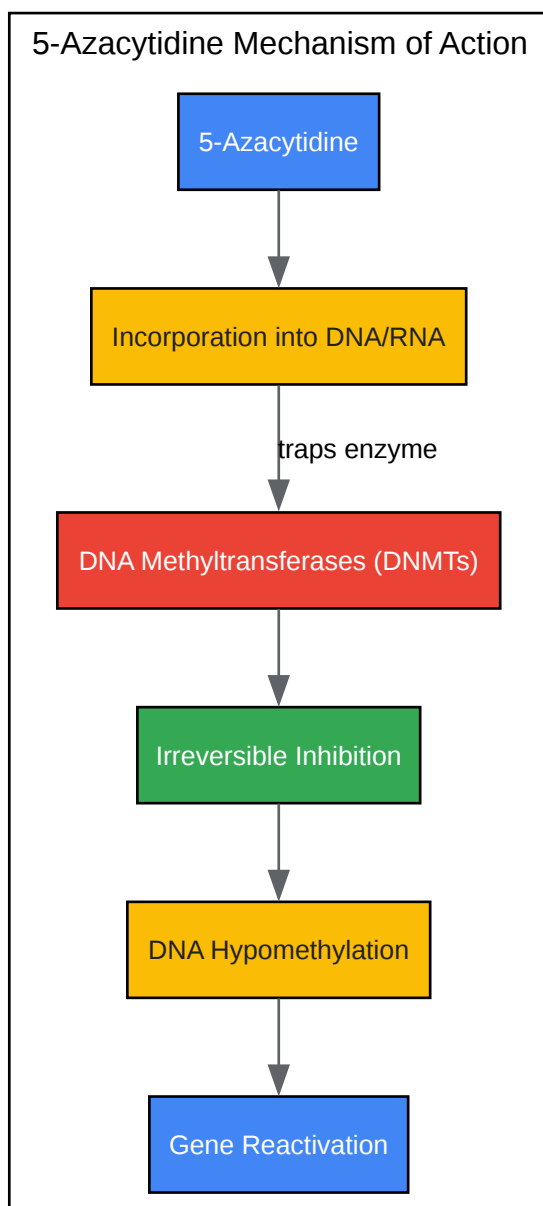 5-Azacytidine Mechanism of Action
5-Azacytidine
Incorporation into DNA/RNA
traps enzyme
DNA Methyltransferases (DNMTs)
Irreversible Inhibition
DNA Hypomethylation
Gene Reactivation